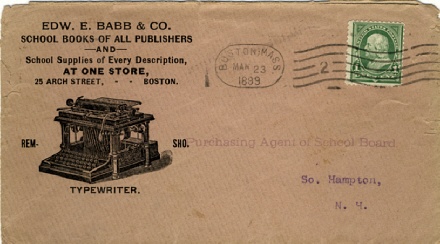 EDW. E. BABB & CO.
SCHOOL BOOKS OF ALL PUBLISHERS
—AND—
School Supplies of Every Description,
AT ONE STORE,
25 ARCH STREET, - - BOSTON.
BOSTON, MASS
MAR 23
1899
2
REM-
SHO.
TYPEWRITER.
Purchasing Agent of School Board
So. Hampton,
N. H.